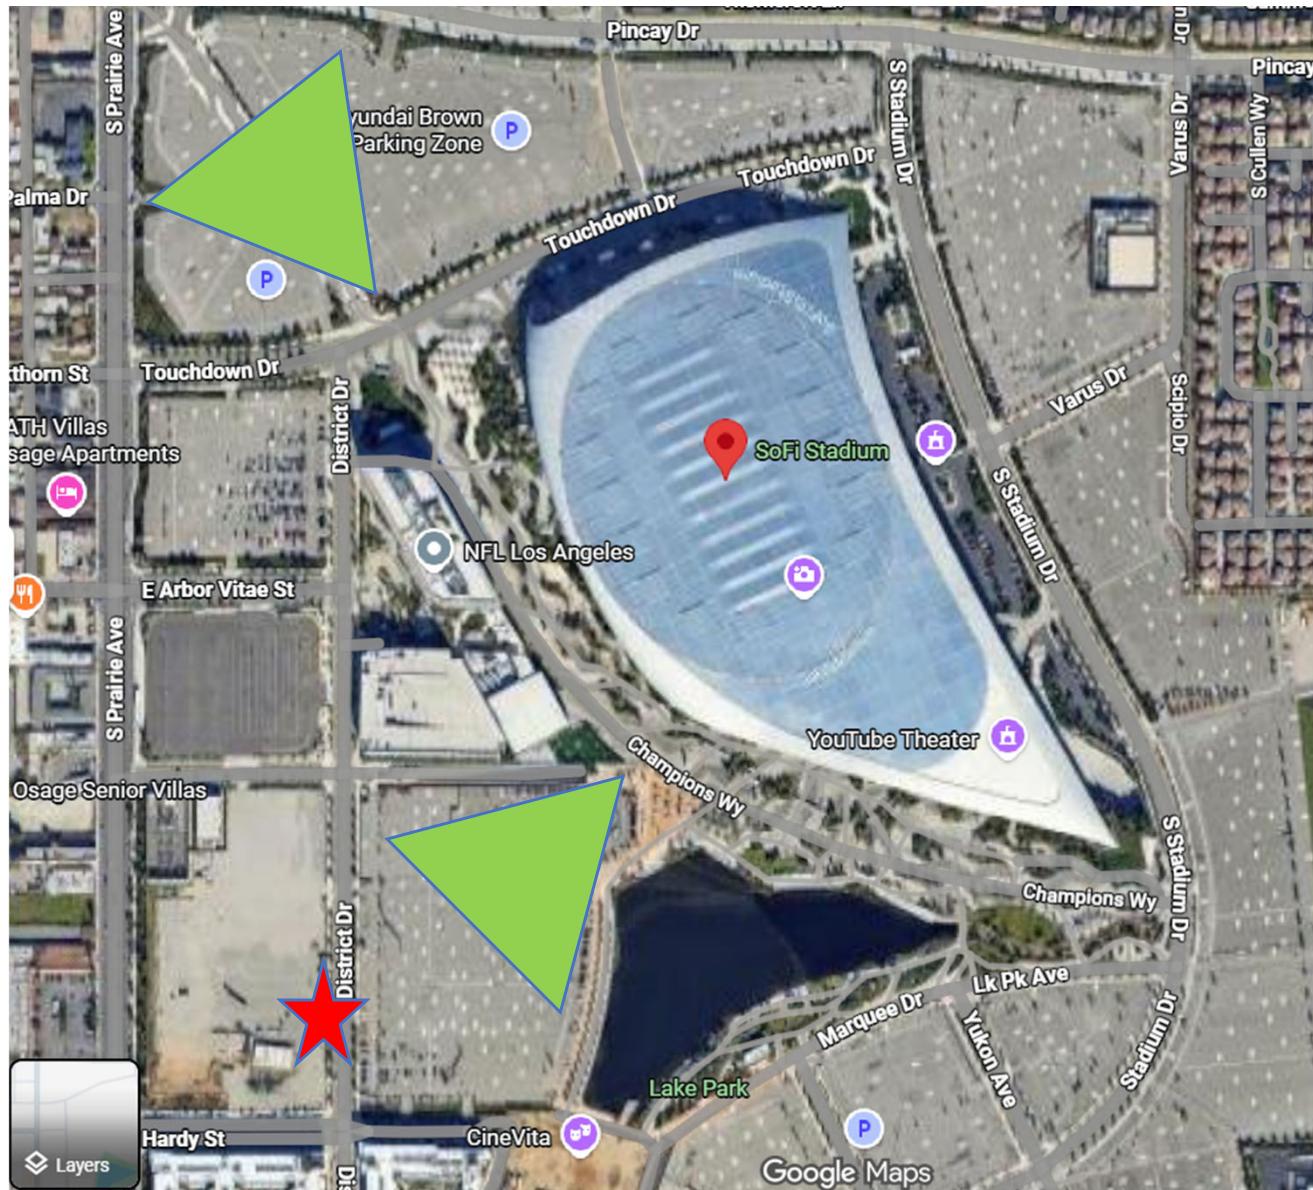 Pincay Dr
Pincay
S Prairie Ave
S Stadium Dr
Varus Dr
S Cullen Wy
yundai Brown
Parking Zone
P
Touchdown Dr
Palma Dr
Touchdown Dr
P
Touchdown Dr
kthorn St
Varus Dr
Scipio Dr
District Dr
ATH Villas
sage Apartments
SoFi Stadium
S Stadium Dr
NFL Los Angeles
E Arbor Vitae St
S Prairie Ave
YouTube Theater
Champions Wy
Osage Senior Villas
S Stadium Dr
Champions Wy
District Dr
Lk Pk Ave
Marquee Dr
Yukon Ave
Stadium Dr
Lake Park
Hardy St
CineVita
P
Layers
Google Maps